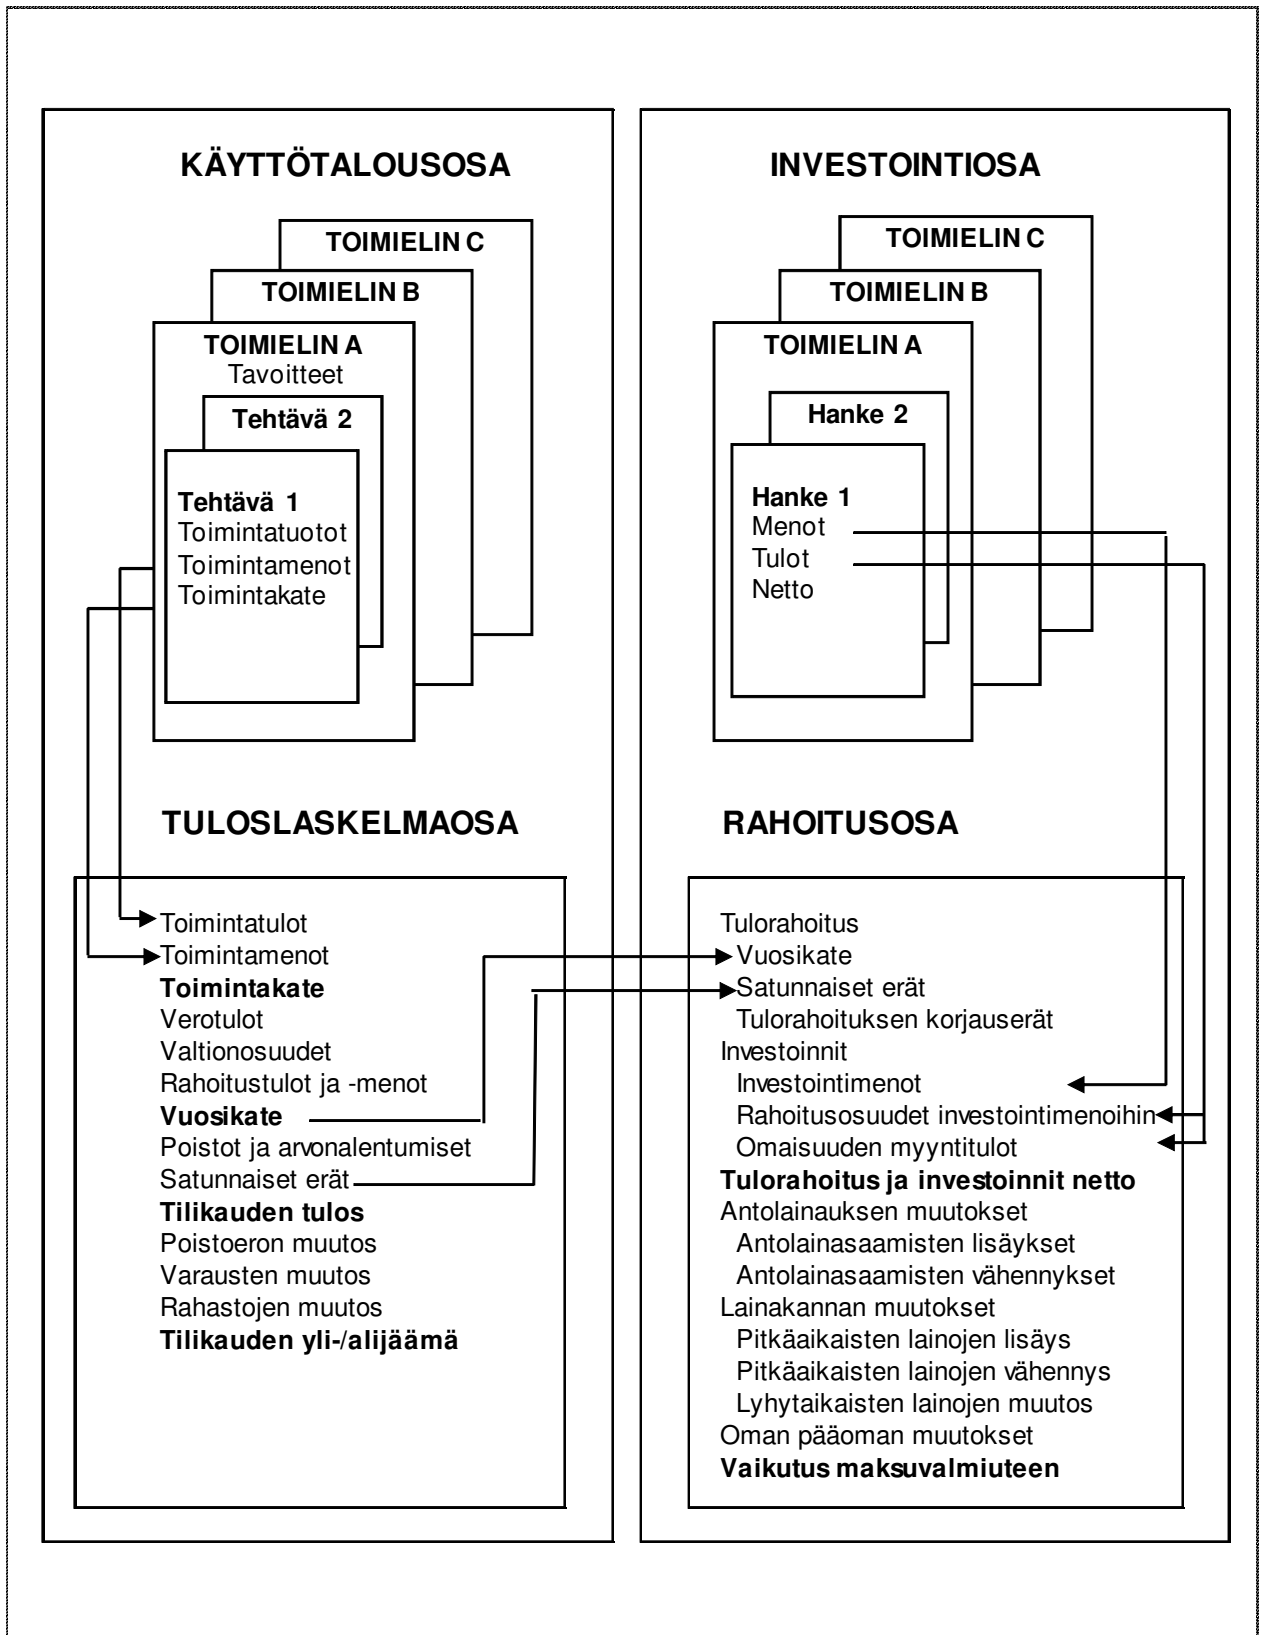 KÄYTTÖTALOUSOSA
TOIMIELIN C
TOIMIELIN B
TOIMIELIN A
Tavoitteet
Tehtävä 2
Tehtävä 1
Toimintatuotot
Toimintamenot
Toimintakate
TULOSLASKELMAOSA
Toimintatulot
Toimintamenot
Toimintakate
Verotulot
Valtionosuudet
Rahoitustulot ja -menot
Vuosikate
Poistot ja arvonalentumiset
Satunnaiset erät
Tilikauden tulos
Poistoeron muutos
Varausten muutos
Rahastojen muutos
Tilikauden yli-/alijäämä
INVESTOINTIOSA
TOIMIELIN C
TOIMIELIN B
TOIMIELIN A
Hanke 2
Hanke 1
Menot
Tulot
Netto
RAHOITUSOSA
Tulorahoitus
Vuosikate
Satunnaiset erät
Tulorahoituksen korjauserät
Investoinnit
Investointimenot
Rahoitusosuudet investointimenoihin
Omaisuuden myyntitulot
Tulorahoitus ja investoinnit netto
Antolainauksen muutokset
Antolainasaamisten lisäykset
Antolainasaamisten vähennykset
Lainakannan muutokset
Pitkäaikaisten lainojen lisäys
Pitkäaikaisten lainojen vähennys
Lyhytaikaisten lainojen muutos
Oman pääoman muutokset
Vaikutus maksuvalmiuteen